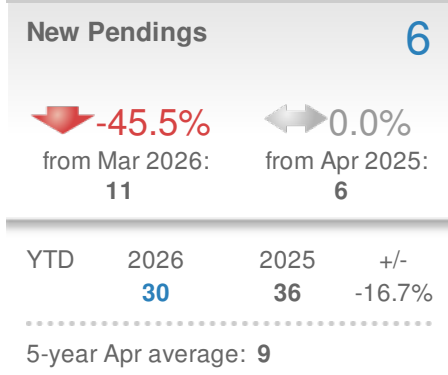 New Pendings 6
-45.5% 0.0%
from Mar 2026: from Apr 2025:
11 6
YTD 2026 2025 +/-
30 36 -16.7%
5-year Apr average: 9